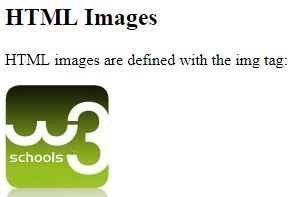 HTML Images
HTML images are defined with the img tag:
w3
schools